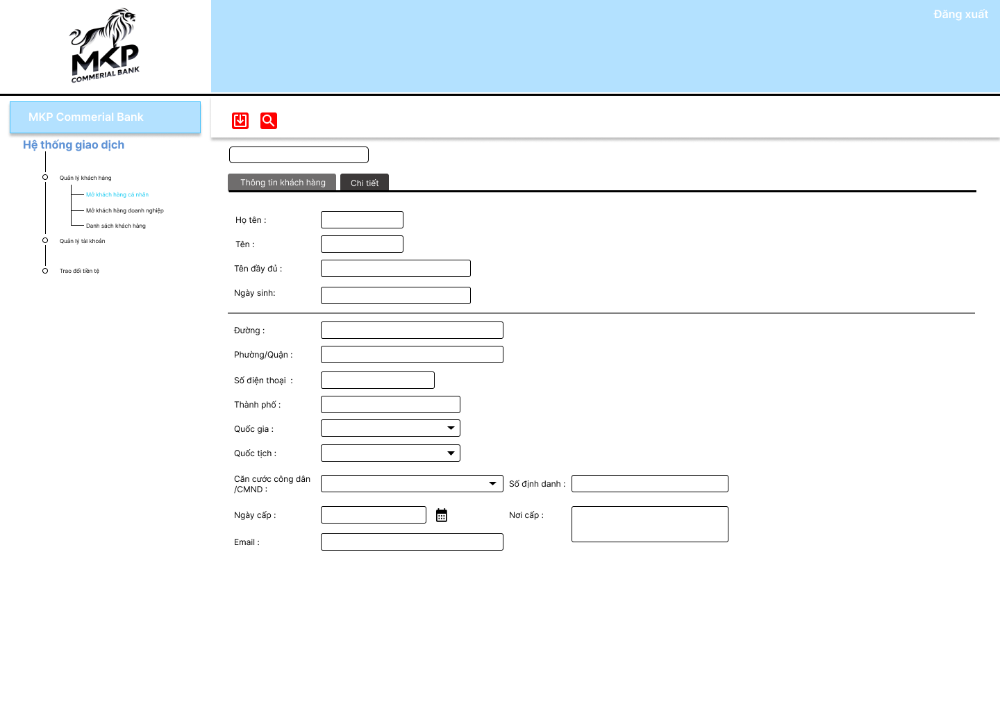 Đăng xuất
MKP
COMMERIAL BANK
MKP Commerial Bank
Hệ thống giao dịch
Quản lý khách hàng
Mở khách hàng cá nhân
Mở khách hàng doanh nghiệp
Danh sách khách hàng
Quản lý tài khoản
Trao đổi tiền tệ
Thông tin khách hàng
Chi tiết
Họ tên :
Tên :
Tên đầy đủ :
Ngày sinh:
Đường :
Phường/Quận :
Số điện thoại :
Thành phố :
Quốc gia :
Quốc tịch :
Căn cước công dân
/CMND :
Số định danh :
Ngày cấp :
Nơi cấp :
Email :